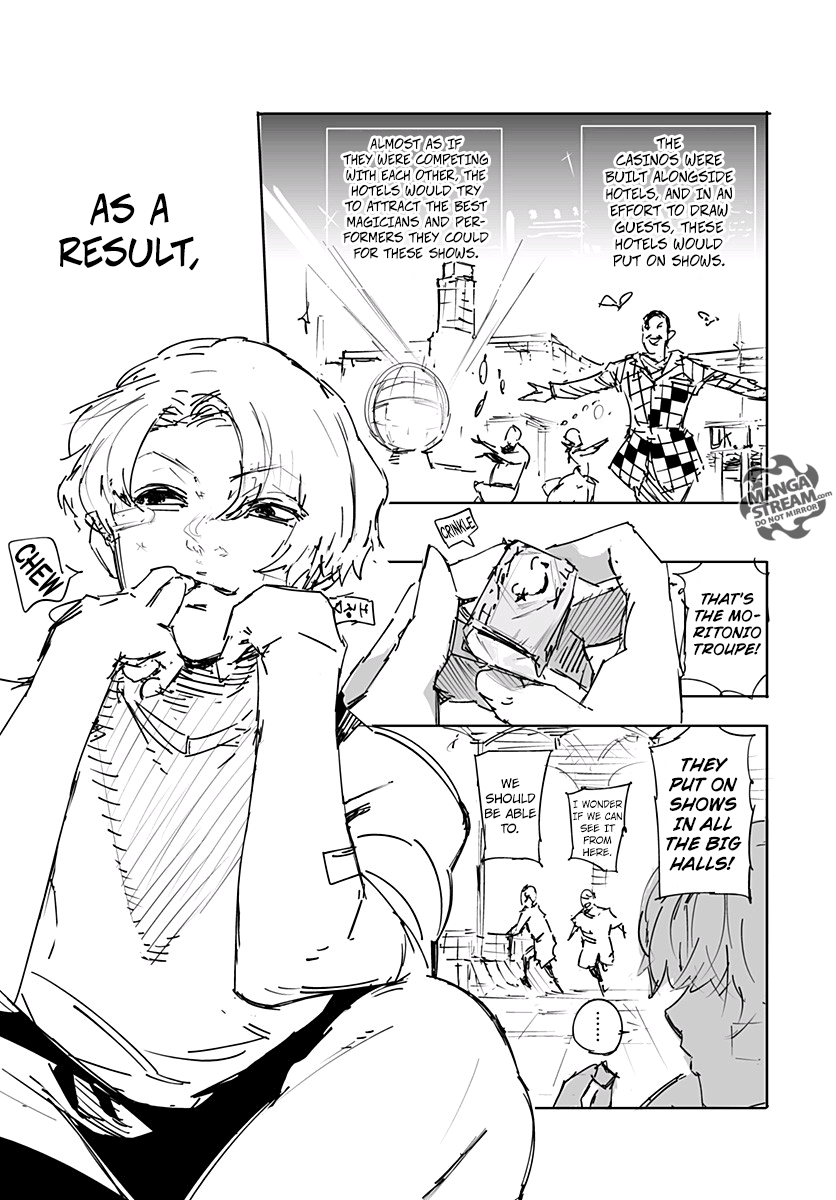 THE
CASINOS WERE
BUILT ALONGSIDE
HOTELS, AND IN AN
EFFORT TO DRAW
GUESTS, THESE
HOTELS WOULD
PUT ON SHOWS.
ALMOST AS IF
THEY WERE COMPETING
WITH EACH OTHER, THE
HOTELS WOULD TRY
TO ATTRACT THE BEST
MAGICIANS AND PER-
FORMERS THEY COULD
FOR THESE SHOWS.
MANGA
STREAM.com
DO NOT MIRROR
THAT'S
THE MO-
RITONIO
TROUPE!
CRINKLE
THEY
PUT ON
SHOWS
IN ALL
THE BIG
HALLS!
I WONDER
IF WE CAN
SEE IT
FROM
HERE.
WE
SHOULD
BE ABLE
TO.
......
AS A
RESULT,
CHEW